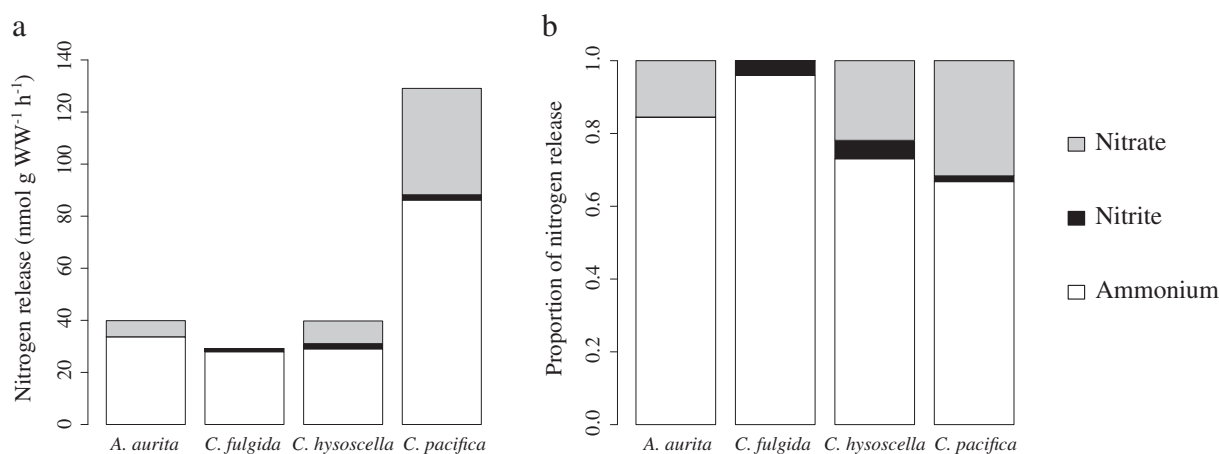 a
Nitrogen release (nmol g WW⁻¹ h⁻¹)
0 20 40 60 80 100 120 140
A. aurita C. fulgida C. hysoscella C. pacifica
b
Proportion of nitrogen release
0.0 0.2 0.4 0.6 0.8 1.0
A. aurita C. fulgida C. hysoscella C. pacifica
Nitrate
Nitrite
Ammonium